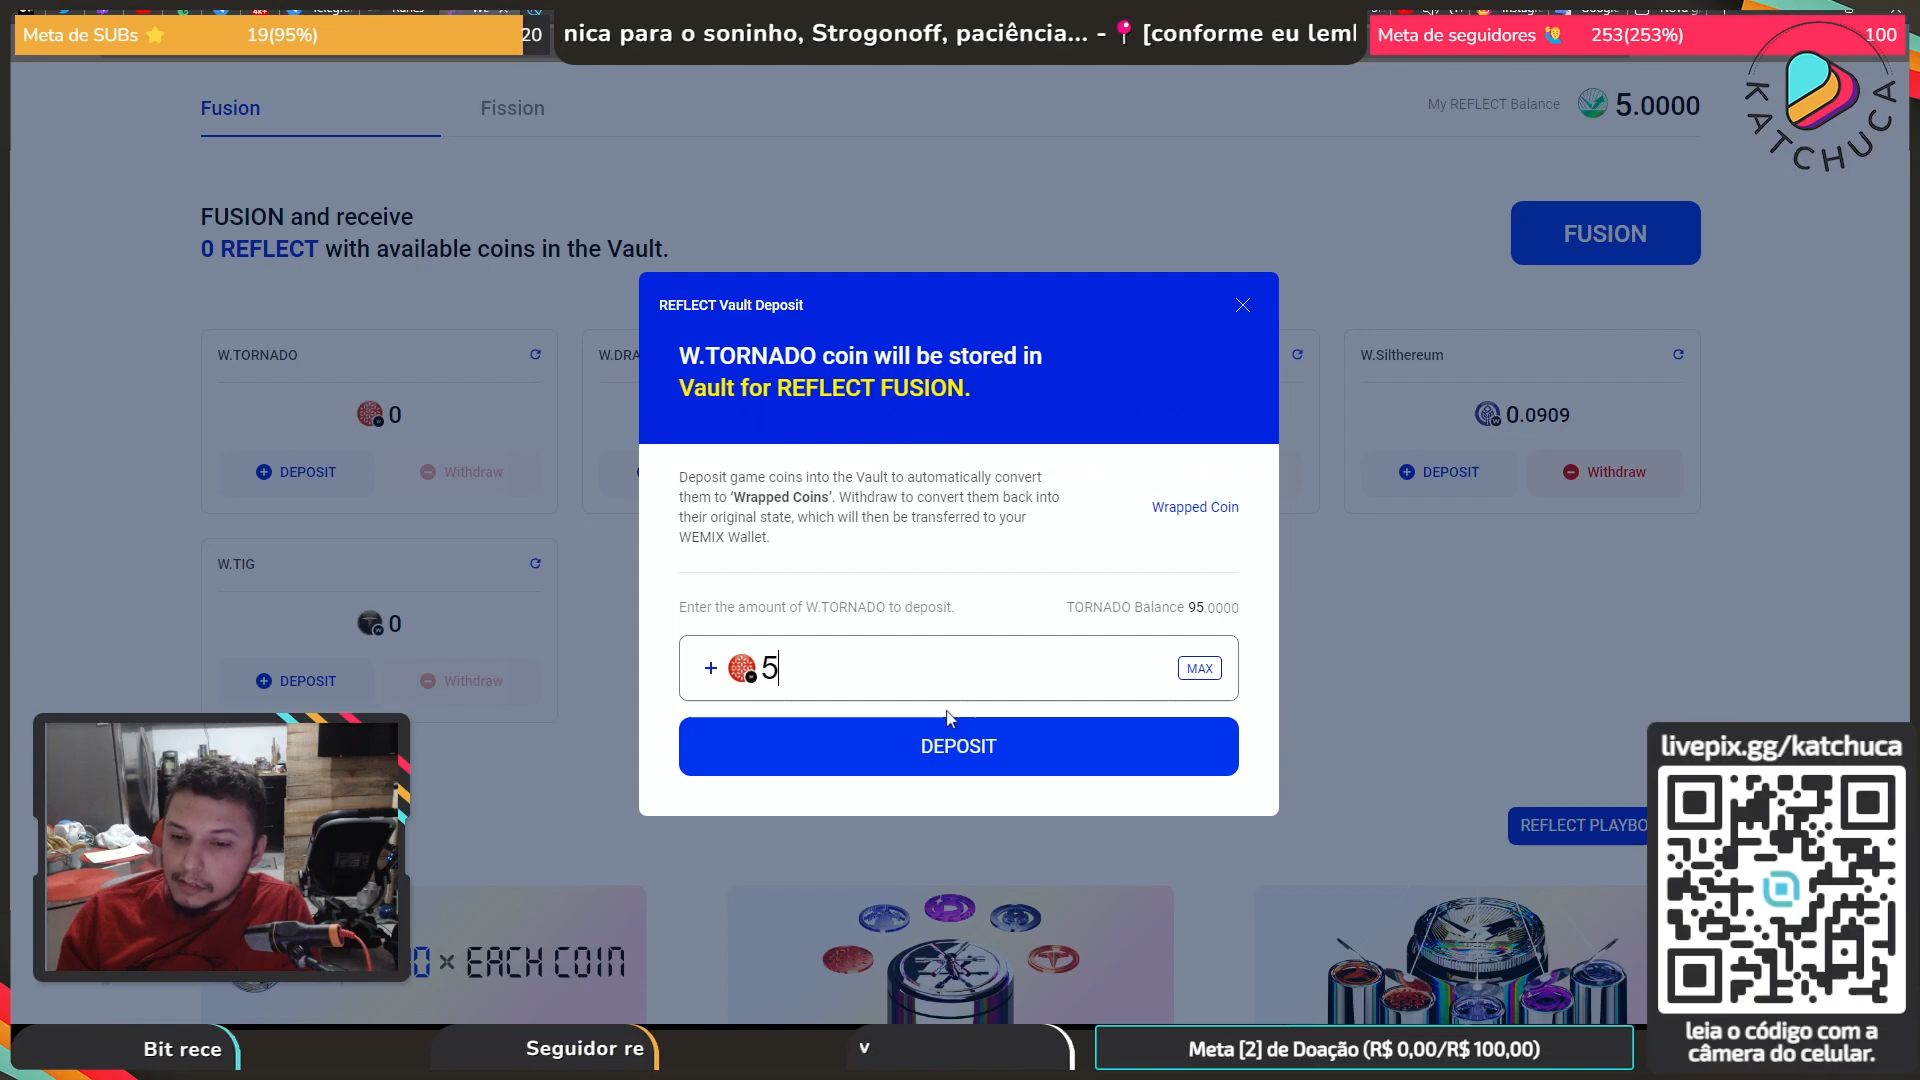 Meta de SUBs 19(95%) 20
nica para o soninho, Strogonoff, paciência... - [conforme eu leml
Meta de seguidores 253(253%) 100
KATCHUCA
Fusion
Fission
My REFLECT Balance 5.0000
FUSION and receive
0 REFLECT with available coins in the Vault.
FUSION
W.TORNADO
0
DEPOSIT
Withdraw
W.DRA
W.Silthereum
0.0909
DEPOSIT
Withdraw
W.TIG
0
DEPOSIT
Withdraw
REFLECT Vault Deposit
W.TORNADO coin will be stored in
Vault for REFLECT FUSION.
Deposit game coins into the Vault to automatically convert
them to ‘Wrapped Coins’. Withdraw to convert them back into
their original state, which will then be transferred to your
WEMIX Wallet.
Wrapped Coin
Enter the amount of W.TORNADO to deposit.
TORNADO Balance 95.0000
+ 5
MAX
DEPOSIT
REFLECT PLAYBO
0 × EACH COIN
livepix.gg/katchuca
leia o código com a
câmera do celular.
Bit rece
Seguidor re
v
Meta [2] de Doação (R$ 0,00/R$ 100,00)